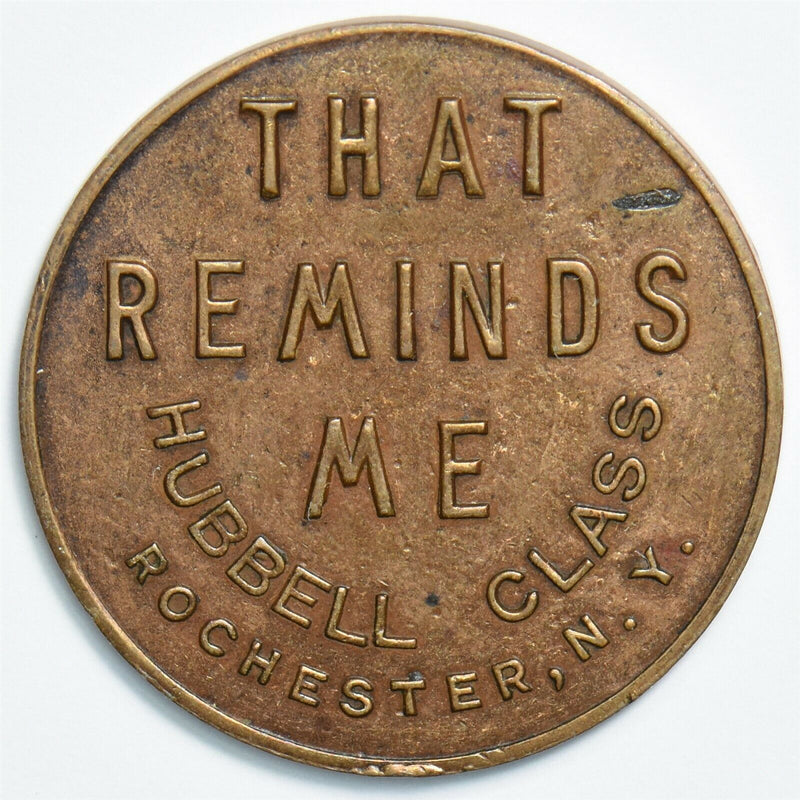 THAT
REMINDS
ME
HUBBELL CLASS
ROCHESTER, N. Y.